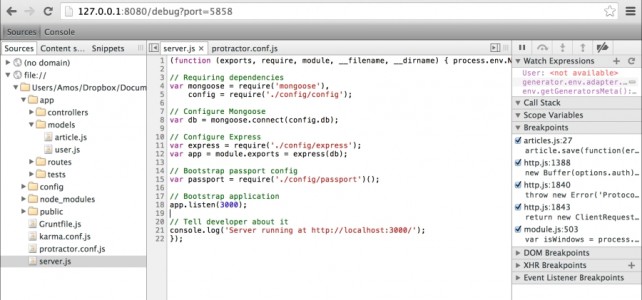 127.0.0.1:8080/debug?port=5858
Sources Console
Sources Content s... Snippets
(no domain)
file://
Users/Amos/Dropbox/Docum
app
controllers
models
article.js
user.js
routes
tests
config
node_modules
public
Gruntfile.js
karma.conf.js
protractor.conf.js
server.js
server.js × protractor.conf.js
1 (function (exports, require, module, __filename, __dirname) { process.env.N
2
3 // Requiring dependencies
4 var mongoose = require('mongoose'),
5 config = require('./config/config');
6
7 // Configure Mongoose
8 var db = mongoose.connect(config.db);
9
10 // Configure Express
11 var express = require('./config/express');
12 var app = module.exports = express(db);
13
14 // Bootstrap passport config
15 var passport = require('./config/passport')();
16
17 // Bootstrap application
18 app.listen(3000);
19
20 // Tell developer about it
21 console.log('Server running at http://localhost:3000/');
22 });
Watch Expressions
User: <not available>
generator.env.adapter.
env.getGeneratorsMeta():
Call Stack
Scope Variables
Breakpoints
articles.js:27
article.save(function(er...
http.js:1388
new Buffer(options.auth)...
http.js:1840
throw new Error('Protoc...
http.js:1843
return new ClientReques...
module.js:503
var isWindows = process...
DOM Breakpoints
XHR Breakpoints
Event Listener Breakpoints